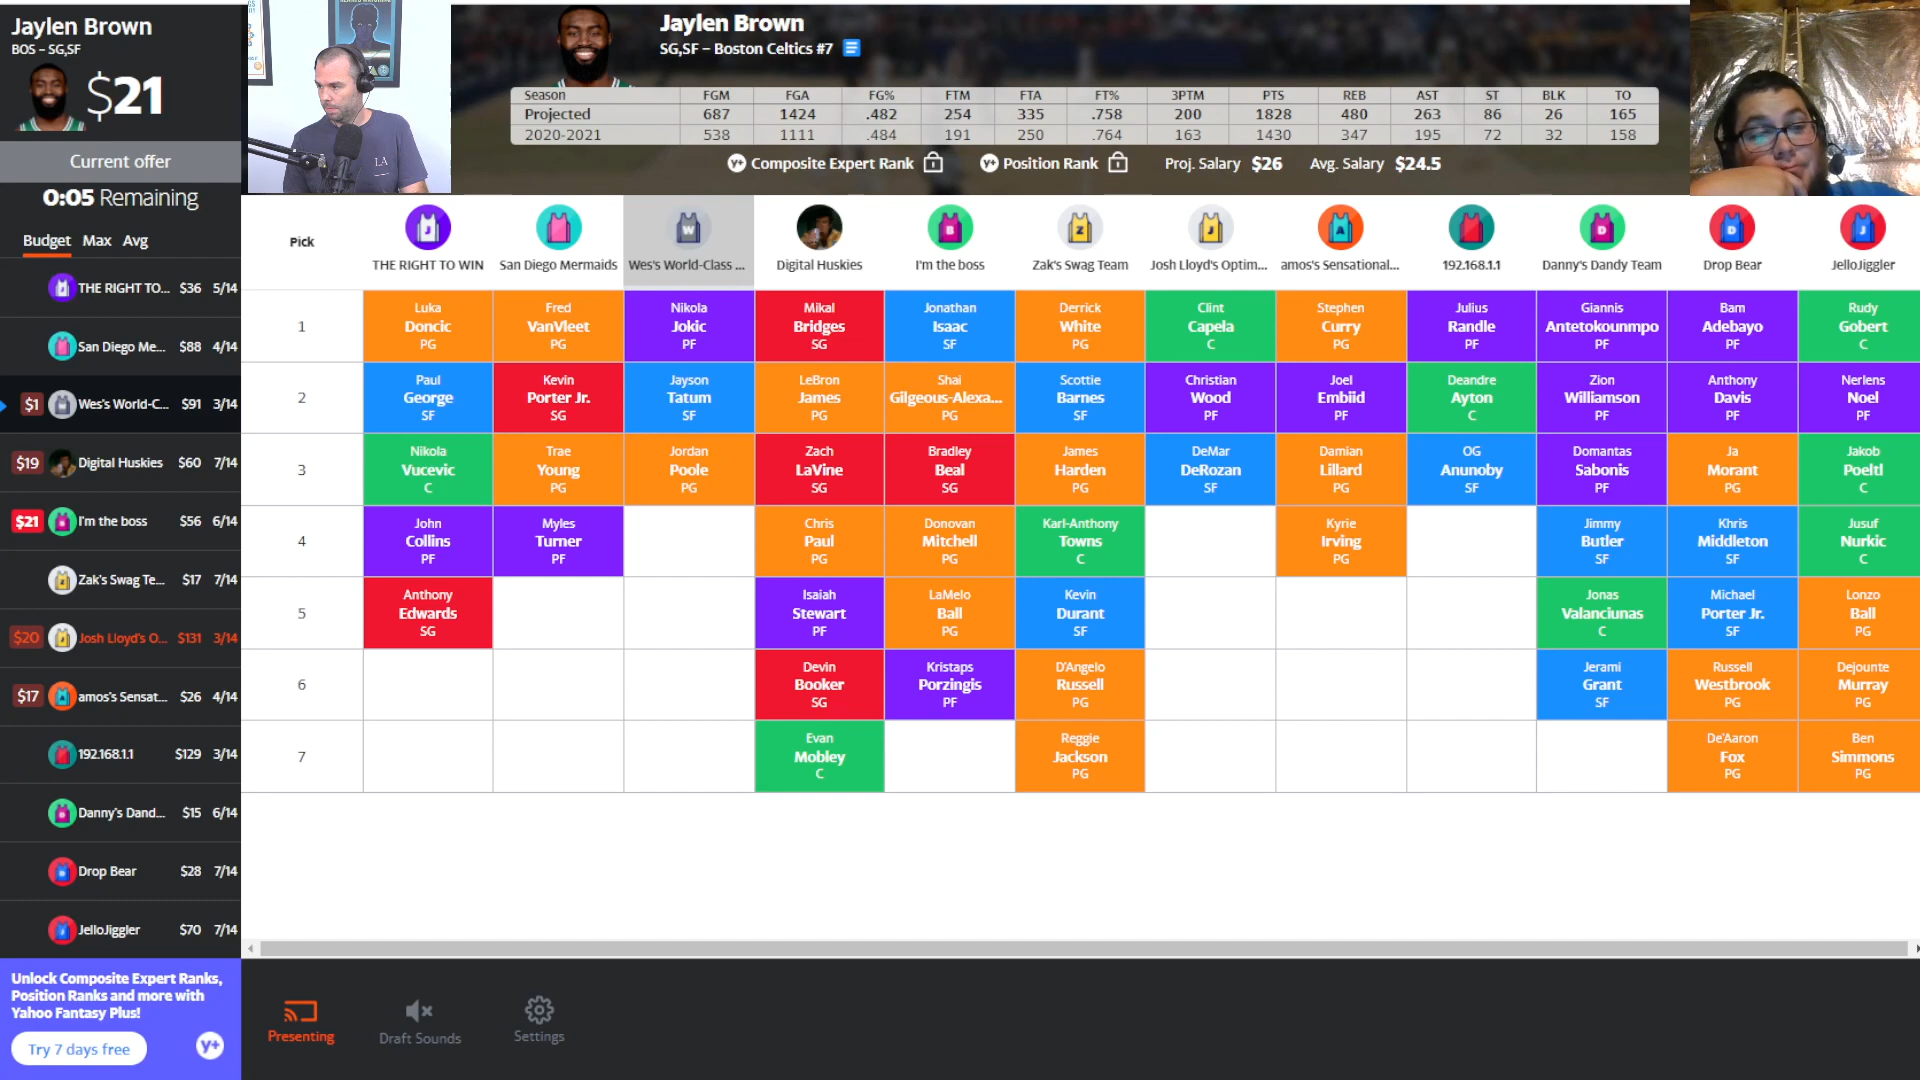 Jaylen Brown
BOS – SG,SF
$21
Current offer
0:05 Remaining
Budget Max Avg
THE RIGHT TO... $36 5/14
San Diego Me... $88 4/14
$1 Wes's World-C... $91 3/14
$19 Digital Huskies $60 7/14
$21 I'm the boss $56 6/14
Zak's Swag Te... $17 7/14
$20 Josh Lloyd's O... $131 3/14
$17 amos's Sensat... $26 4/14
192.168.1.1 $129 3/14
Danny's Dand... $15 6/14
Drop Bear $28 7/14
JelloJiggler $70 7/14
Unlock Composite Expert Ranks,
Position Ranks and more with
Yahoo Fantasy Plus!
Try 7 days free
y+
LA
Jaylen Brown
SG,SF – Boston Celtics #7
Season FGM FGA FG% FTM FTA FT% 3PTM PTS REB AST ST BLK TO
Projected 687 1424 .482 254 335 .758 200 1828 480 263 86 26 165
2020-2021 538 1111 .484 191 250 .764 163 1430 347 195 72 32 158
y+ Composite Expert Rank y+ Position Rank Proj. Salary $26 Avg. Salary $24.5
J W B Z J A D D J
Pick THE RIGHT TO WIN San Diego Mermaids Wes's World-Class ... Digital Huskies I'm the boss Zak's Swag Team Josh Lloyd's Optim... amos's Sensational... 192.168.1.1 Danny's Dandy Team Drop Bear JelloJiggler
Luka Fred Nikola Mikal Jonathan Derrick Clint Stephen Julius Giannis Bam Rudy
1 Doncic VanVleet Jokic Bridges Isaac White Capela Curry Randle Antetokounmpo Adebayo Gobert
PG PG PF SG SF PG C PG PF PF PF C
Paul Kevin Jayson LeBron Shai Scottie Christian Joel Deandre Zion Anthony Nerlens
2 George Porter Jr. Tatum James Gilgeous-Alexa... Barnes Wood Embiid Ayton Williamson Davis Noel
SF SG SF PG PG SF PF PF C PF PF PF
Nikola Trae Jordan Zach Bradley James DeMar Damian OG Domantas Ja Jakob
3 Vucevic Young Poole LaVine Beal Harden DeRozan Lillard Anunoby Sabonis Morant Poeltl
C PG PG SG SG PG SF PG SF PF PG C
John Myles Chris Donovan Karl-Anthony Kyrie Jimmy Khris Jusuf
4 Collins Turner Paul Mitchell Towns Irving Butler Middleton Nurkic
PF PF PG PG C PG SF SF C
Anthony Isaiah LaMelo Kevin Jonas Michael Lonzo
5 Edwards Stewart Ball Durant Valanciunas Porter Jr. Ball
SG PF PG SF C SF PG
Devin Kristaps D'Angelo Jerami Russell Dejounte
6 Booker Porzingis Russell Grant Westbrook Murray
SG PF PG SF PG PG
Evan Reggie De'Aaron Ben
7 Mobley Jackson Fox Simmons
C PG PG PG
Presenting Draft Sounds Settings